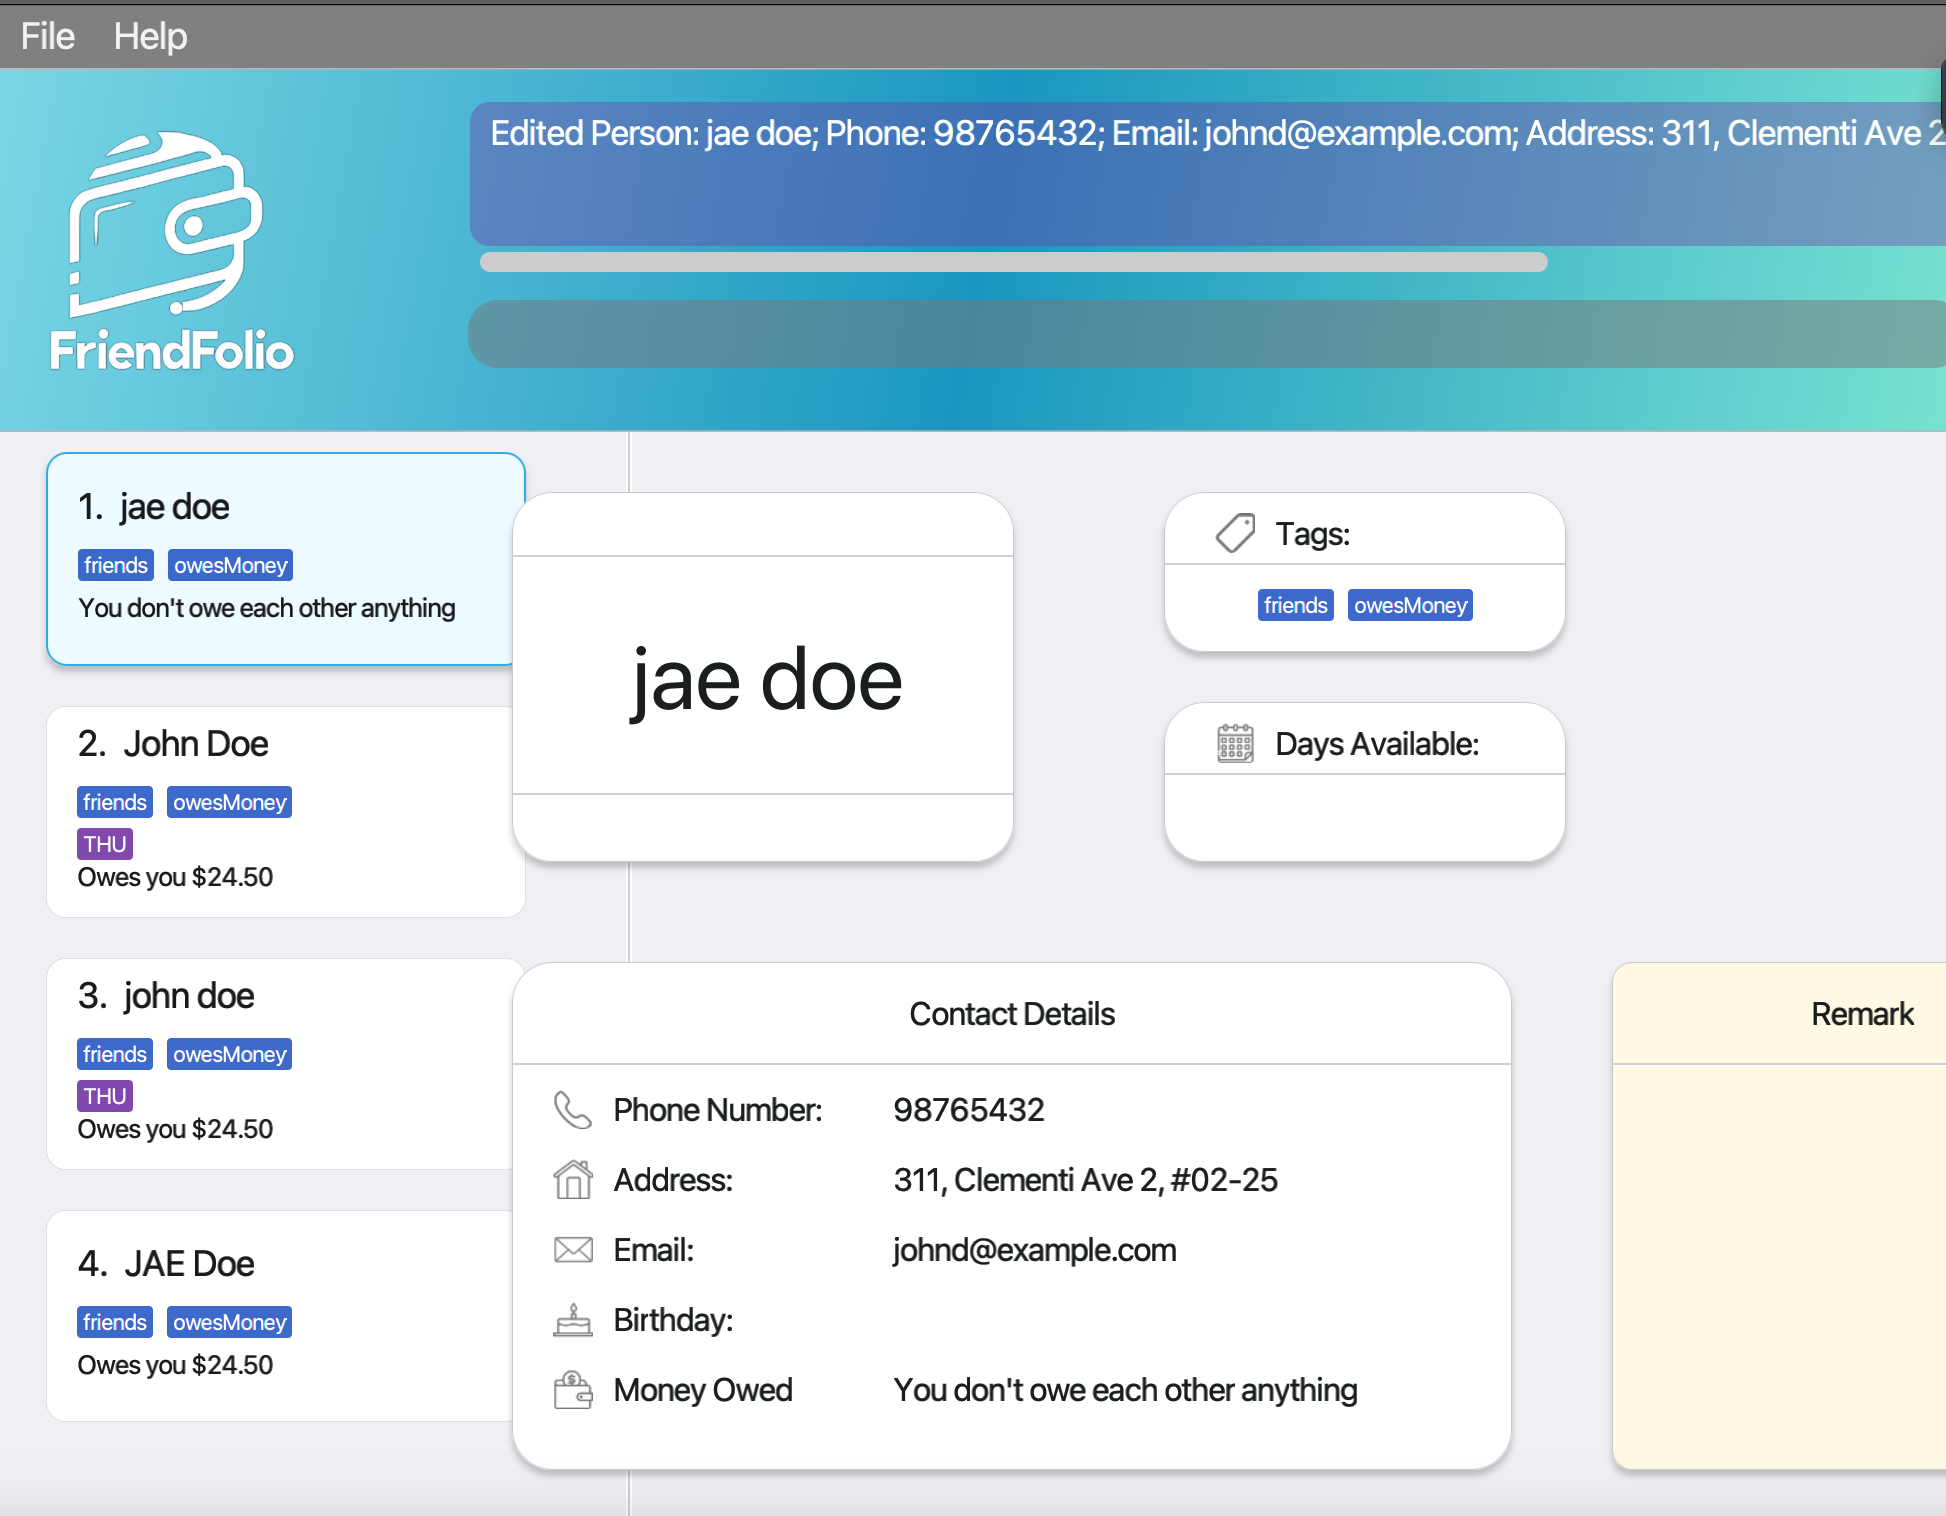 File Help
Edited Person: jae doe; Phone: 98765432; Email: johnd@example.com; Address: 311, Clementi Ave 2
FriendFolio
1. jae doe
friends owesMoney
You don't owe each other anything
2. John Doe
friends owesMoney
THU
Owes you $24.50
3. john doe
friends owesMoney
THU
Owes you $24.50
4. JAE Doe
friends owesMoney
Owes you $24.50
jae doe
Tags:
friends owesMoney
Days Available:
Contact Details
Phone Number: 98765432
Address: 311, Clementi Ave 2, #02-25
Email: johnd@example.com
Birthday:
Money Owed You don't owe each other anything
Remark